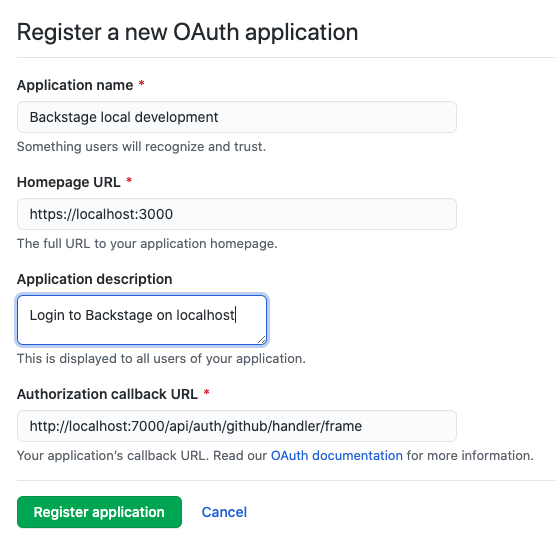 Register a new OAuth application
Application name *
Backstage local development
Something users will recognize and trust.
Homepage URL *
https://localhost:3000
The full URL to your application homepage.
Application description
Login to Backstage on localhost
This is displayed to all users of your application.
Authorization callback URL *
http://localhost:7000/api/auth/github/handler/frame
Your application’s callback URL. Read our OAuth documentation for more information.
Register application Cancel